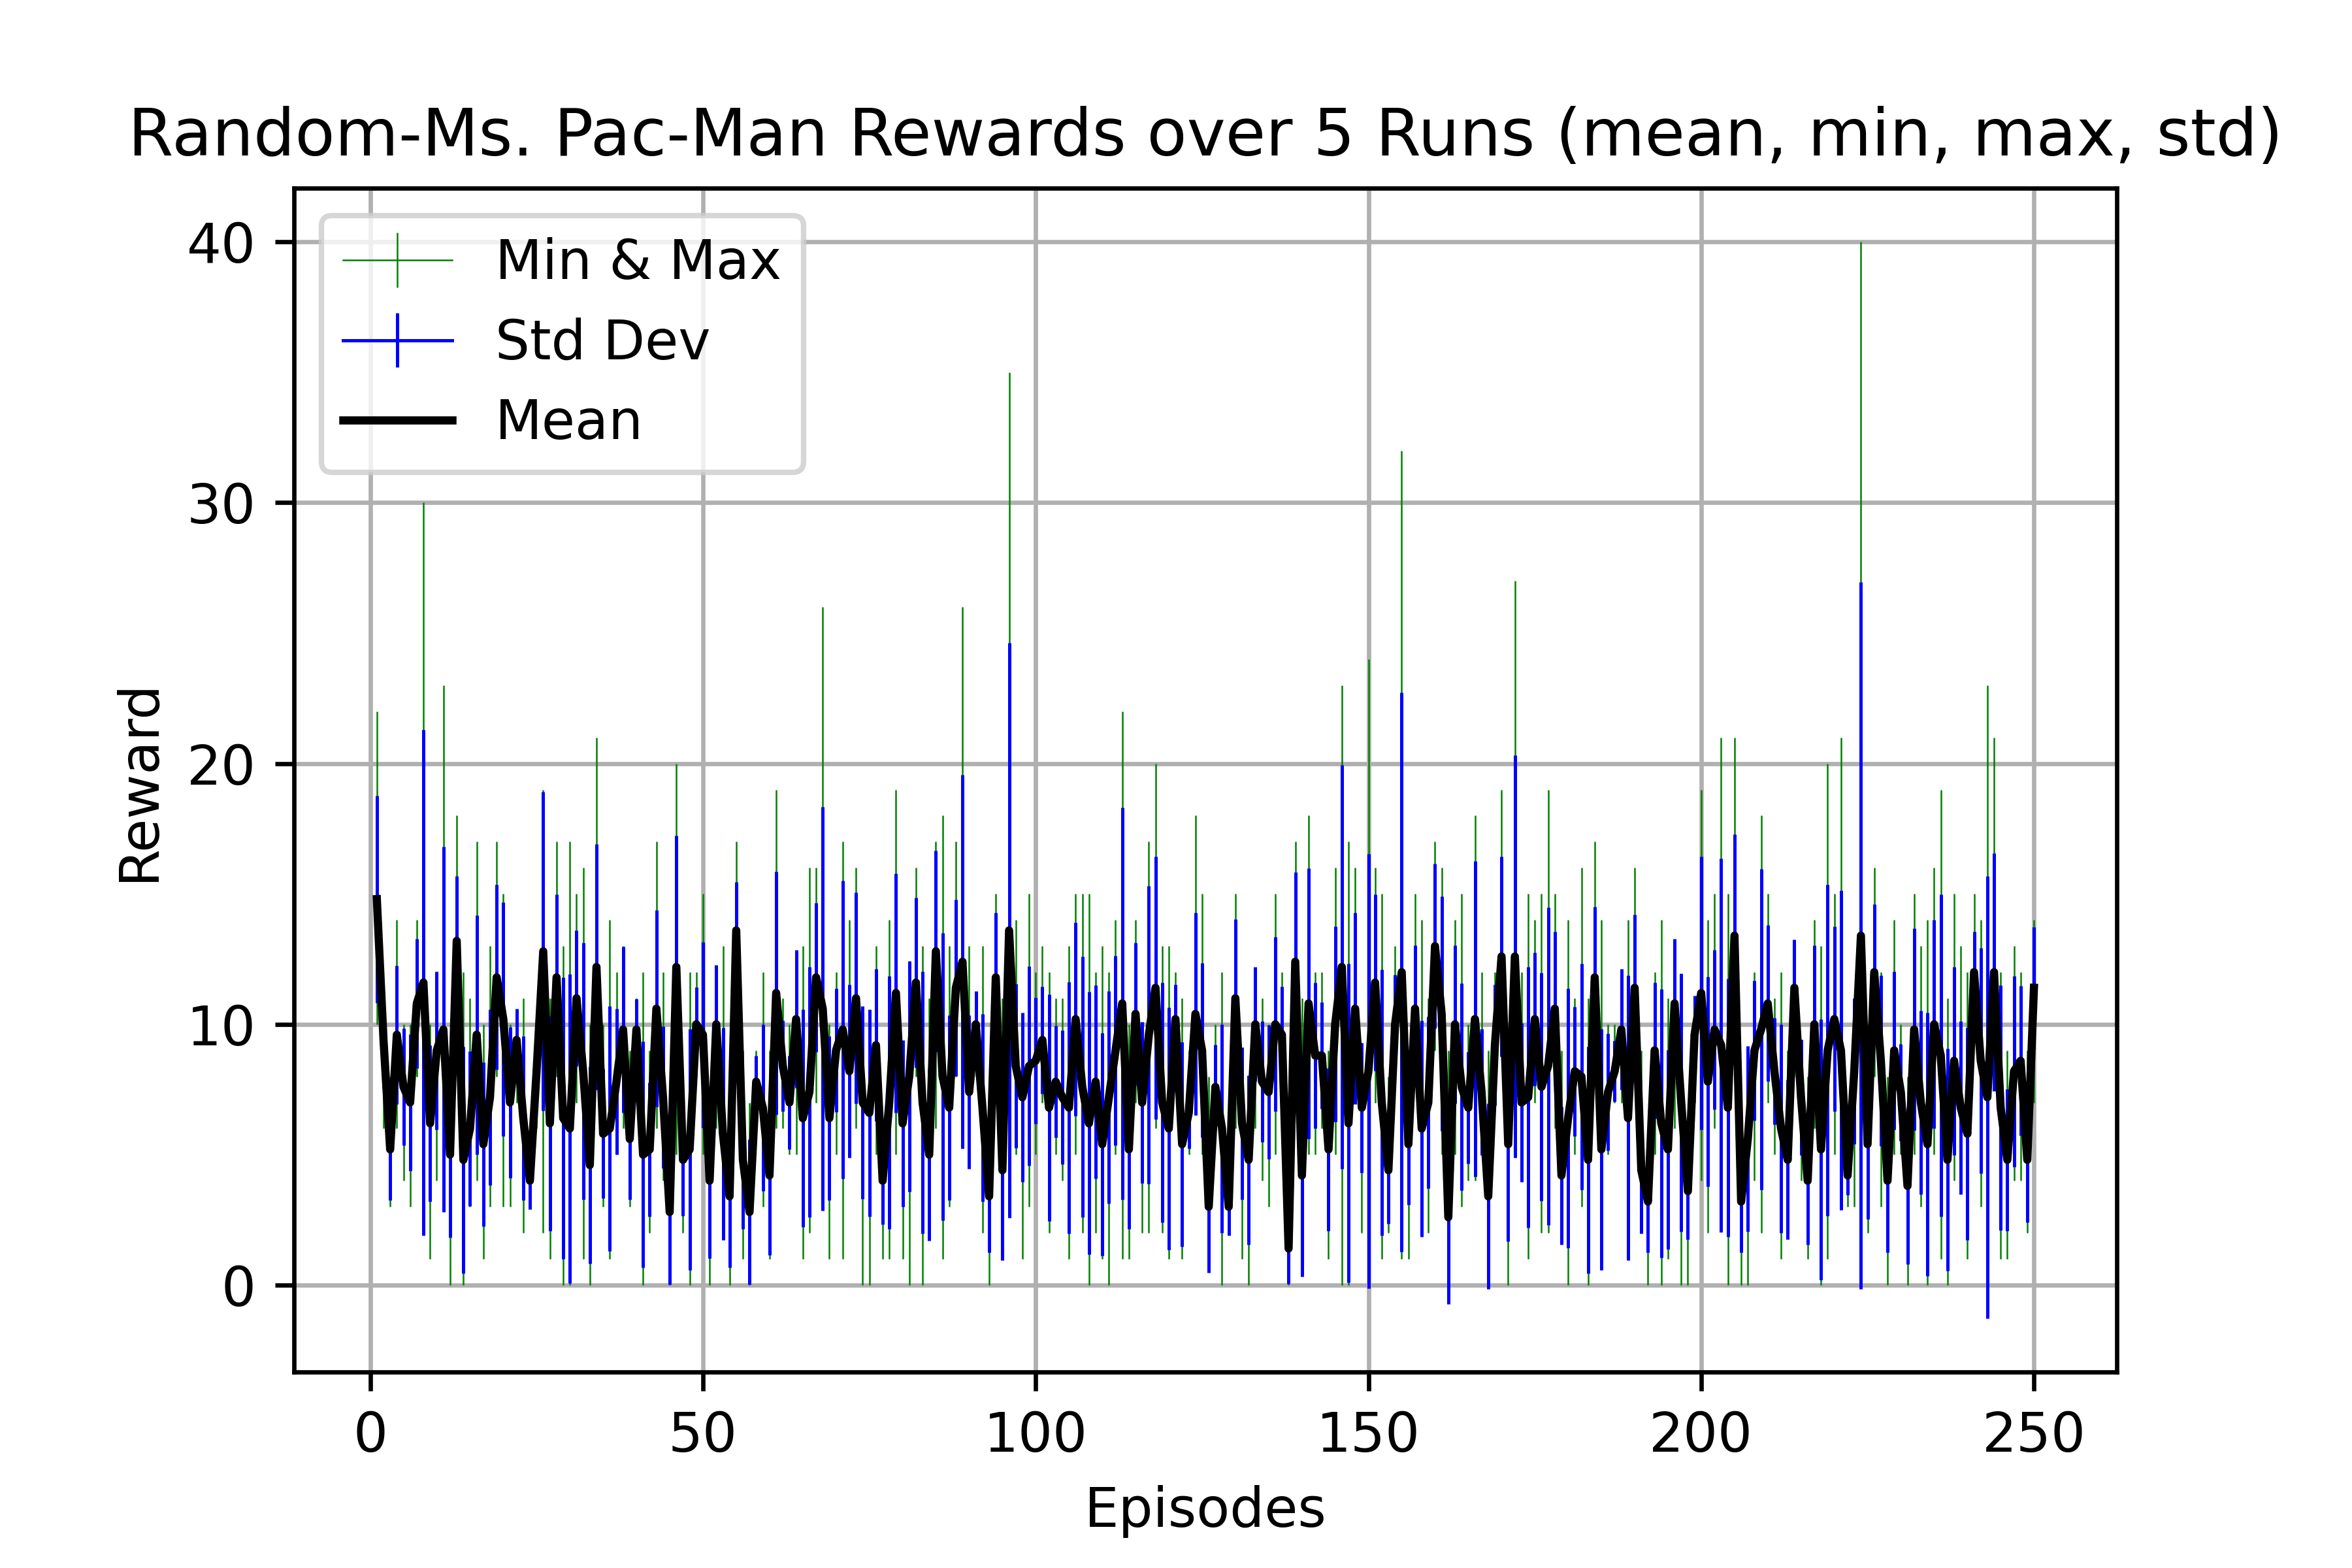 Random-Ms. Pac-Man Rewards over 5 Runs (mean, min, max, std)
Min & Max
Std Dev
Mean
40
30
20
10
0
Reward
0 50 100 150 200 250
Episodes